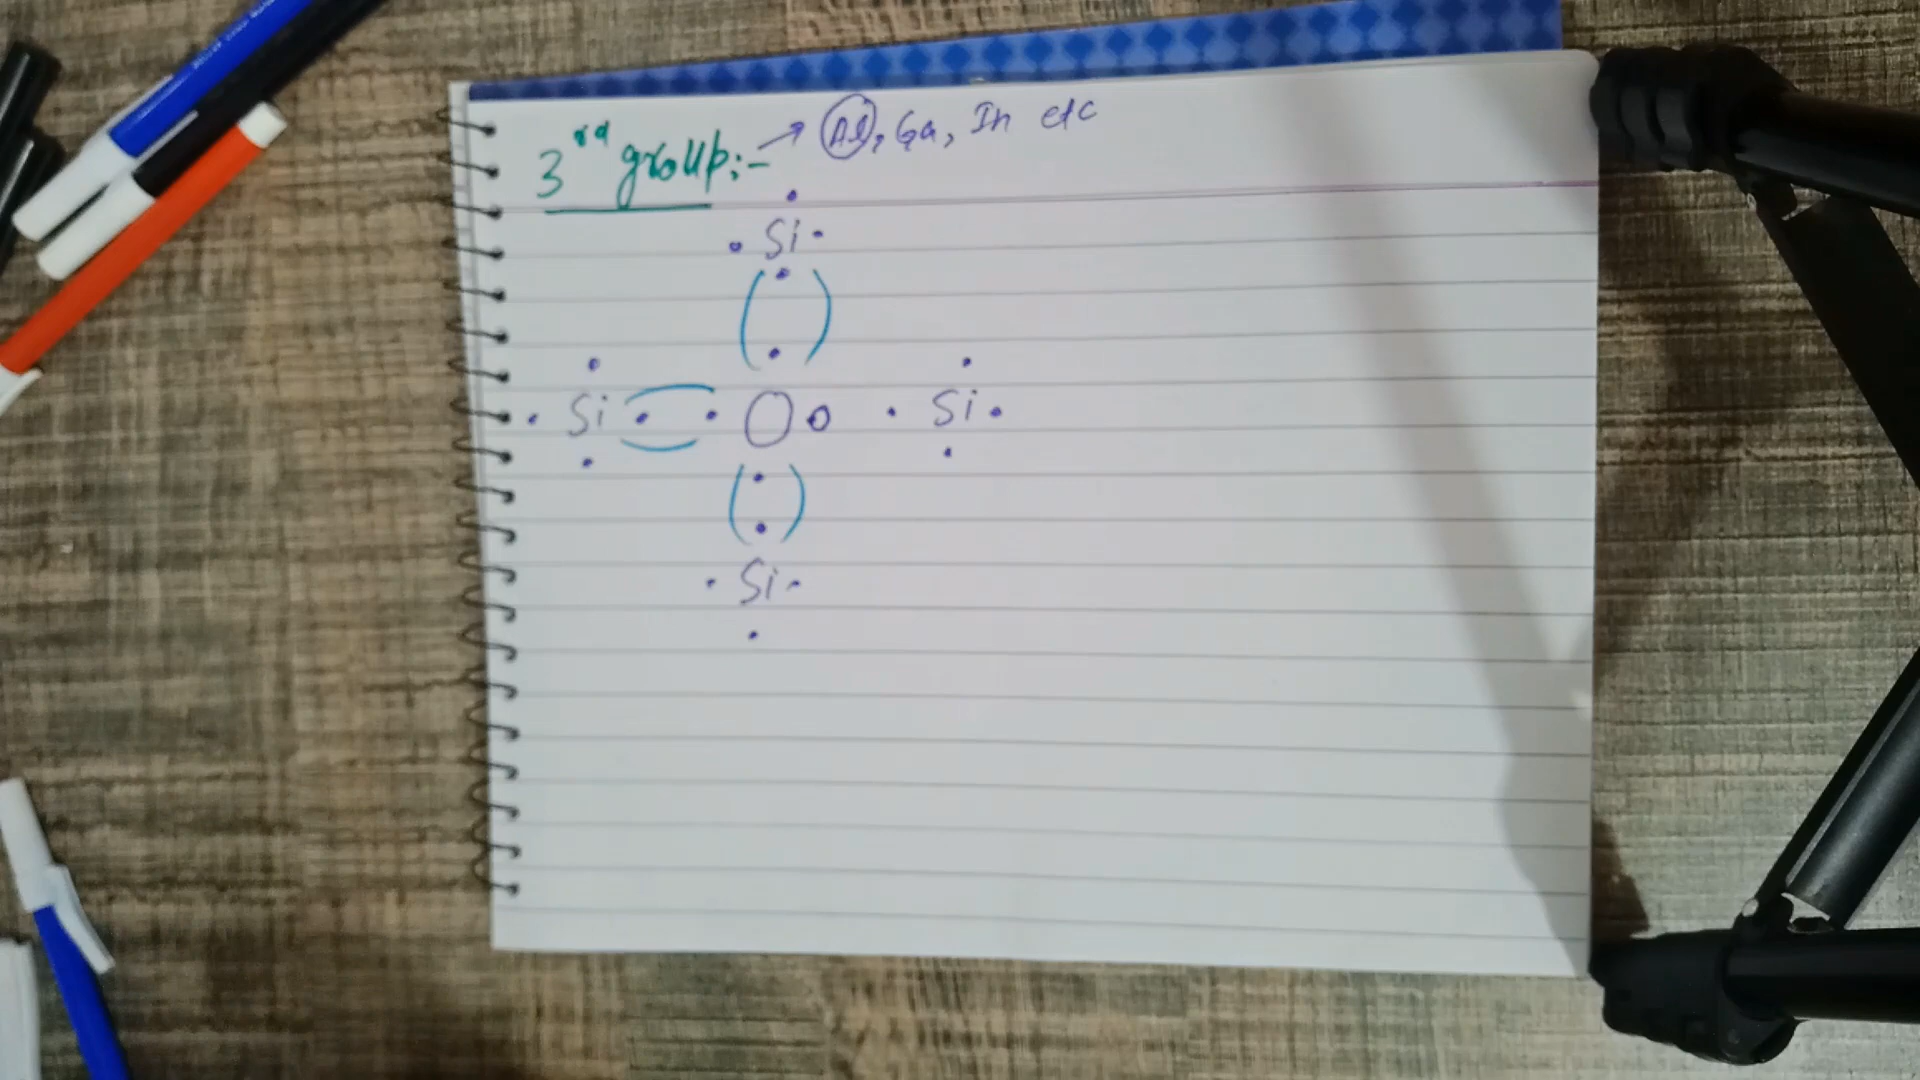 3rd group:- → Al, Ga, In etc
Si
Si O Si
Si